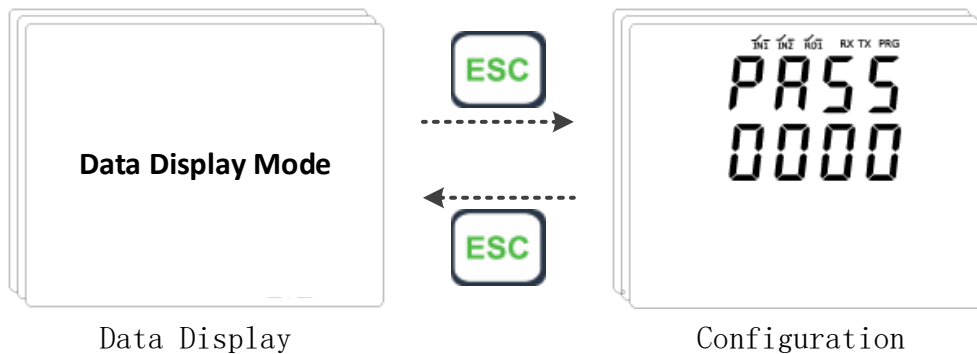 Data Display Mode
ESC
ESC
IN1 IN2 RO1 RX TX PRG
PASS
0000
Data Display
Configuration